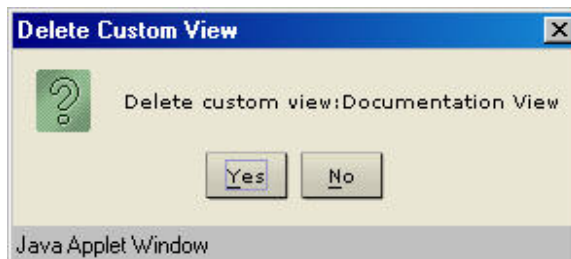 Delete Custom View
Delete custom view:Documentation View
Yes No
Java Applet Window